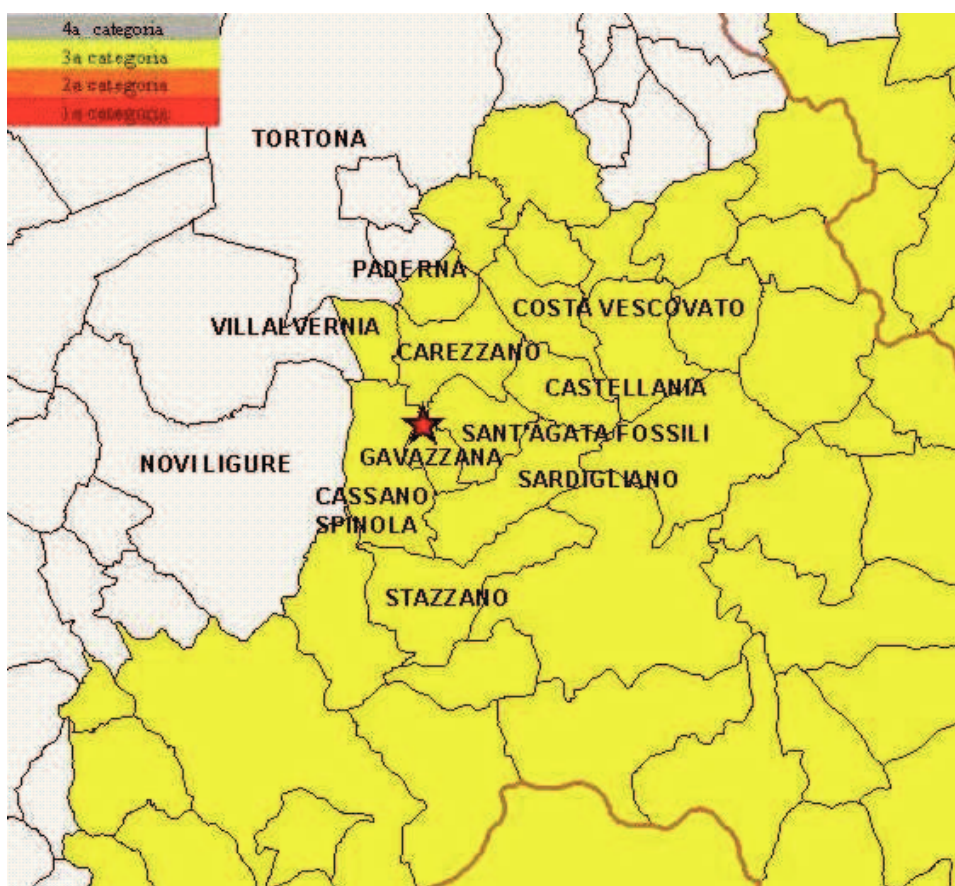 4a categoria
3a categoria
2a categoria
1a categoria
TORTONA
PADERNA
COSTA VESCOVATO
VILLALVERNIA
CAREZZANO
CASTELLANIA
SANT'AGATA FOSSILI
GAVAZZANA
NOVI LIGURE
SARDIGLIANO
CASSANO
SPINOLA
STAZZANO